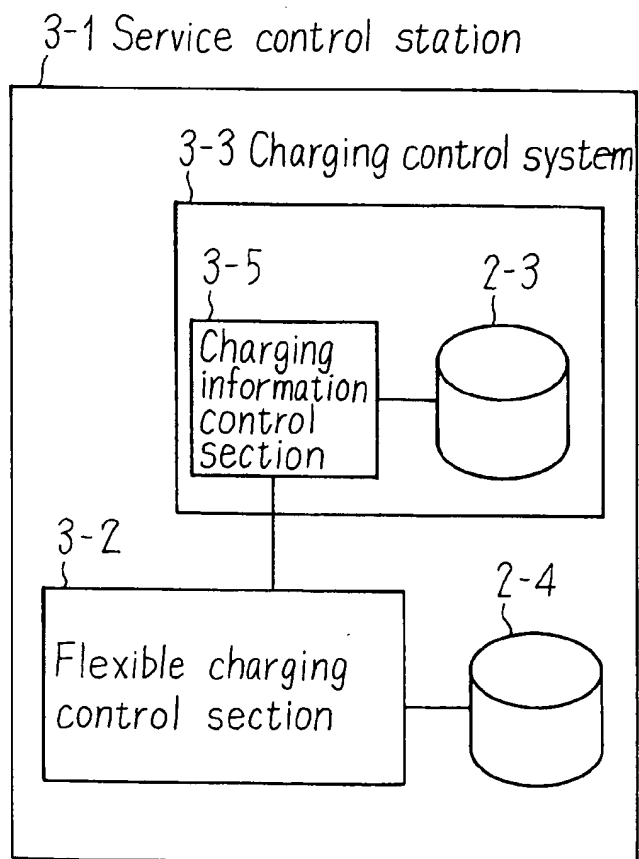 3-1 Service control station
3-3 Charging control system
3-5
2-3
Charging
information
control
section
3-2
2-4
Flexible charging
control section